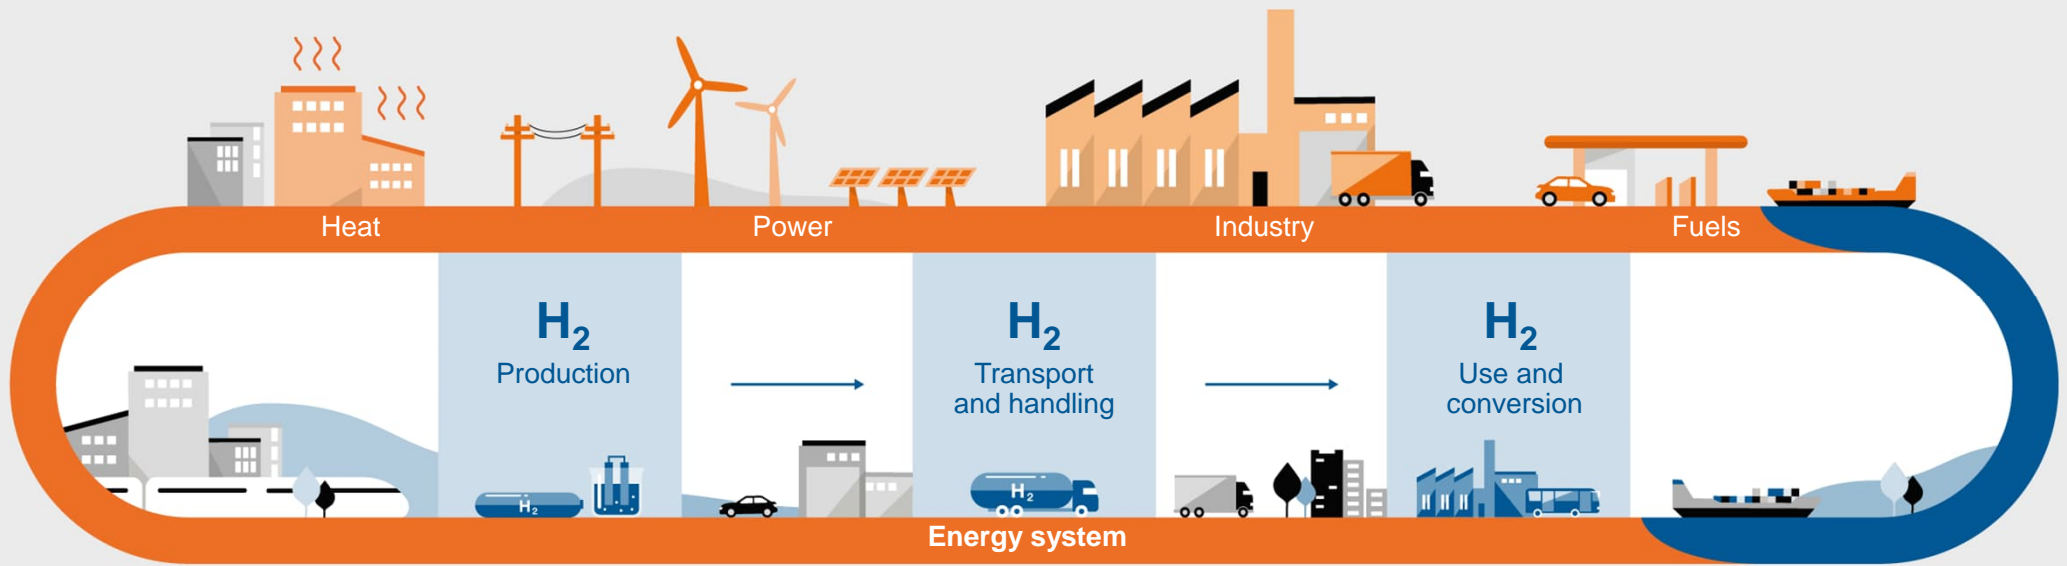 Heat
Power
Industry
Fuels
H₂
Production
H₂
Transport
and handling
H₂
Use and
conversion
H₂
H₂
Energy system